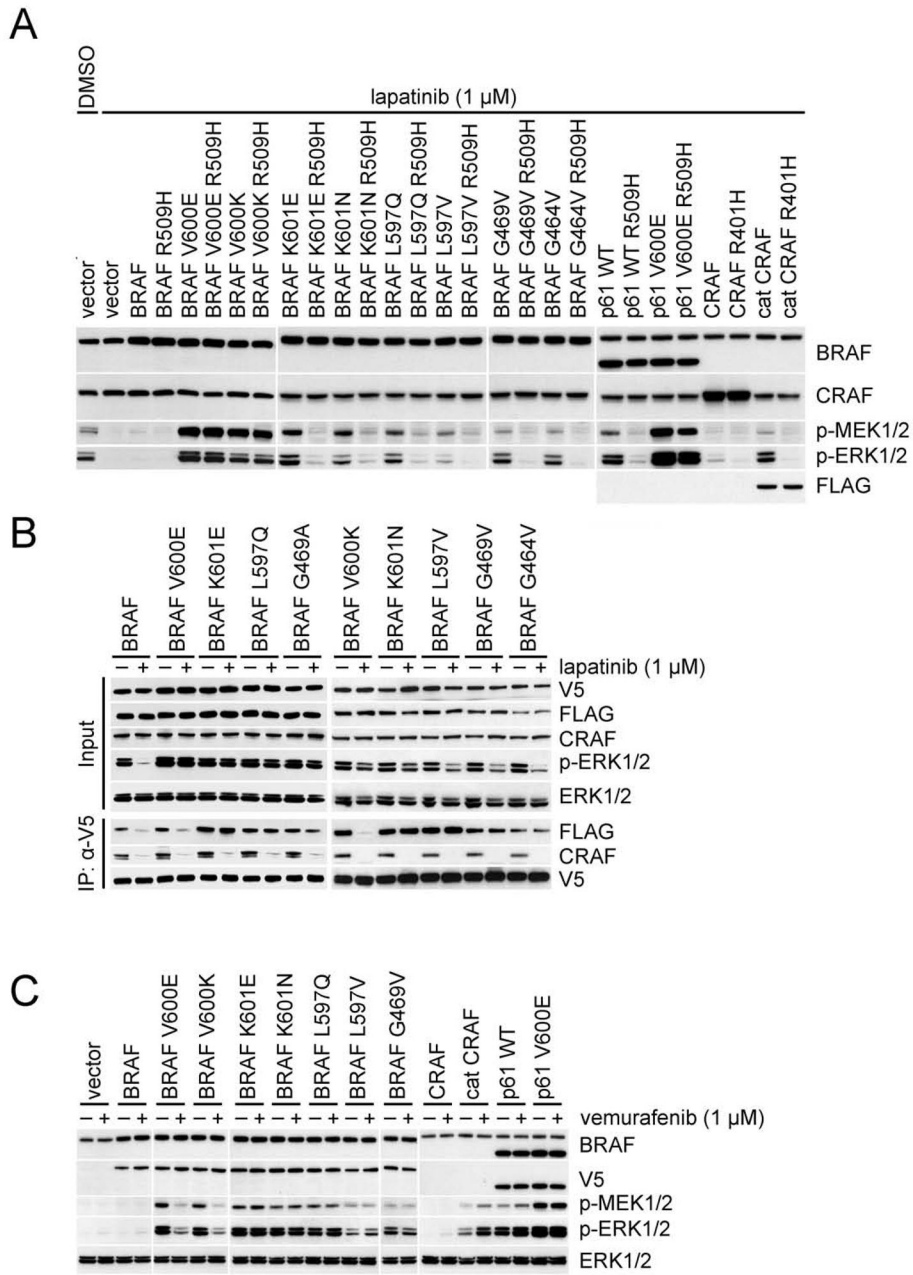 A
DMSO
lapatinib (1 µM)
vector
vector
BRAF
BRAF R509H
BRAF V600E
BRAF V600E R509H
BRAF V600K
BRAF V600K R509H
BRAF K601E
BRAF K601E R509H
BRAF K601N
BRAF K601N R509H
BRAF L597Q
BRAF L597Q R509H
BRAF L597V
BRAF L597V R509H
BRAF G469V
BRAF G469V R509H
BRAF G464V
BRAF G464V R509H
p61 WT
p61 WT R509H
p61 V600E
p61 V600E R509H
CRAF
CRAF R401H
cat CRAF
cat CRAF R401H
BRAF
CRAF
p-MEK1/2
p-ERK1/2
FLAG
B
BRAF
BRAF V600E
BRAF K601E
BRAF L597Q
BRAF G469A
BRAF V600K
BRAF K601N
BRAF L597V
BRAF G469V
BRAF G464V
− + − + − + − + − + − + − + − + − + − + lapatinib (1 µM)
Input
V5
FLAG
CRAF
p-ERK1/2
ERK1/2
IP: α-V5
FLAG
CRAF
V5
C
vector
BRAF
BRAF V600E
BRAF V600K
BRAF K601E
BRAF K601N
BRAF L597Q
BRAF L597V
BRAF G469V
CRAF
cat CRAF
p61 WT
p61 V600E
− + − + − + − + − + − + − + − + − + − + − + − + − + vemurafenib (1 µM)
BRAF
V5
p-MEK1/2
p-ERK1/2
ERK1/2